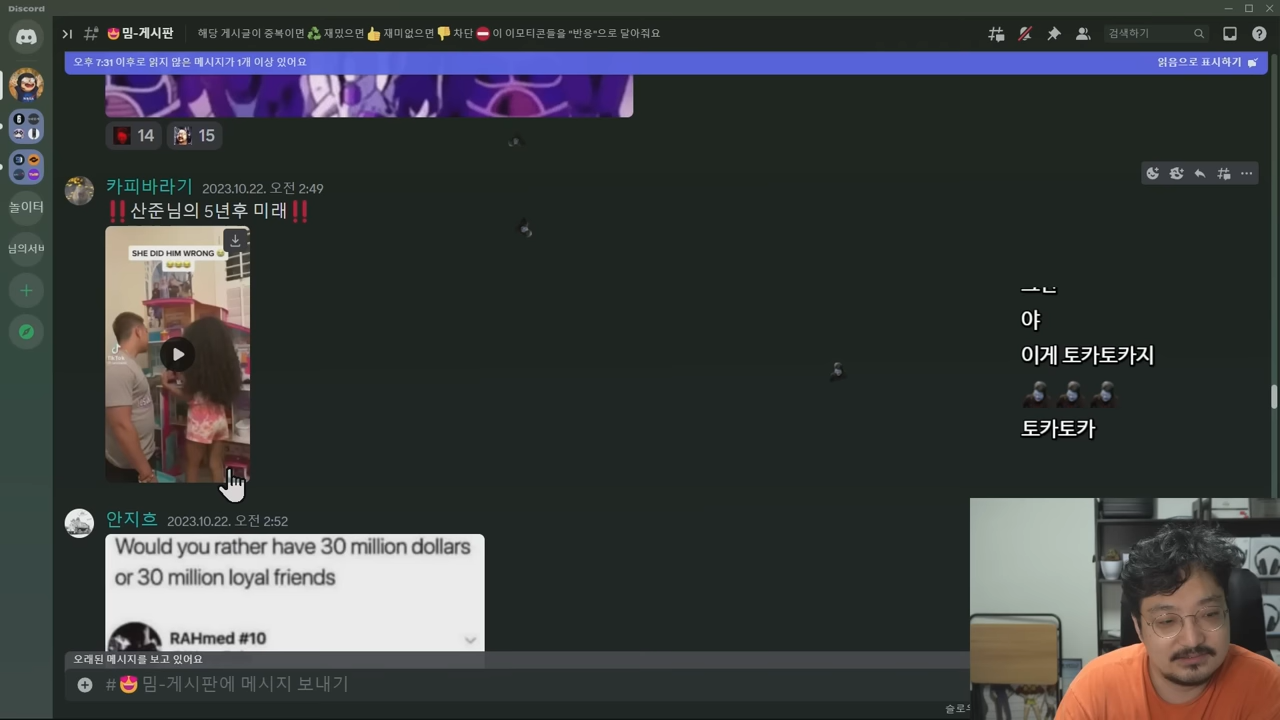 Discord
밈-게시판
해당 게시글이 중복이면 재밌으면 재미없으면 차단 이 이모티콘들을 "반응"으로 달아줘요
검색하기
오후 7:31 이후로 읽지 않은 메시지가 1개 이상 있어요
읽음으로 표시하기
14
15
카피바라기 2023.10.22. 오전 2:49
‼️산준님의 5년후 미래‼️
SHE DID HIM WRONG
놀이터
님의서버
야
이게 토카토카지
토카토카
안지흐 2023.10.22. 오전 2:52
Would you rather have 30 million dollars
or 30 million loyal friends
RAHmed #10
오래된 메시지를 보고 있어요
#밈-게시판에 메시지 보내기